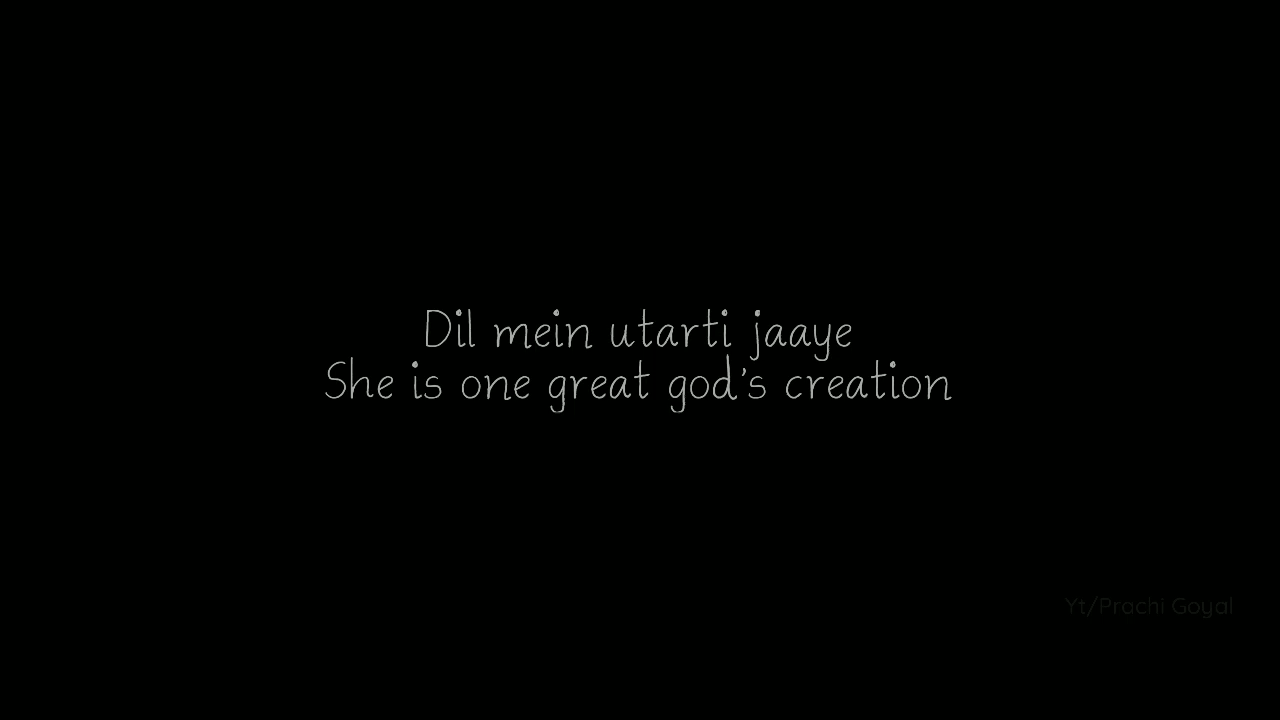 Dil mein utarti jaaye
She is one great god's creation
Yt/Prachi Goyal